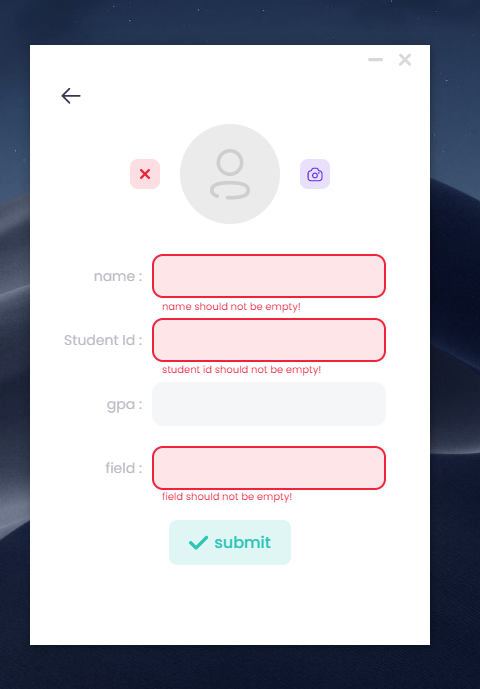 name :
name should not be empty!
Student Id :
student id should not be empty!
gpa :
field :
field should not be empty!
submit